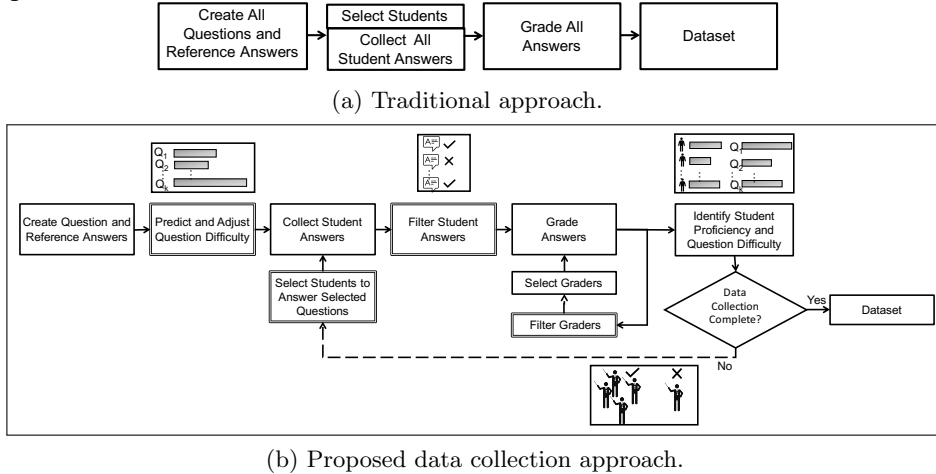 Create All
Questions and
Reference Answers
Select Students
Collect All
Student Answers
Grade All
Answers
Dataset
(a) Traditional approach.
Q1
Q2
Qk
A
A
A
Q1
Q2
Qk
Create Question and
Reference Answers
Predict and Adjust
Question Difficulty
Collect Student
Answers
Filter Student
Answers
Grade
Answers
Identify Student
Proficiency and
Question Difficulty
Select Students to
Answer Selected
Questions
Select Graders
Filter Graders
Data
Collection
Complete?
Yes
Dataset
No
(b) Proposed data collection approach.